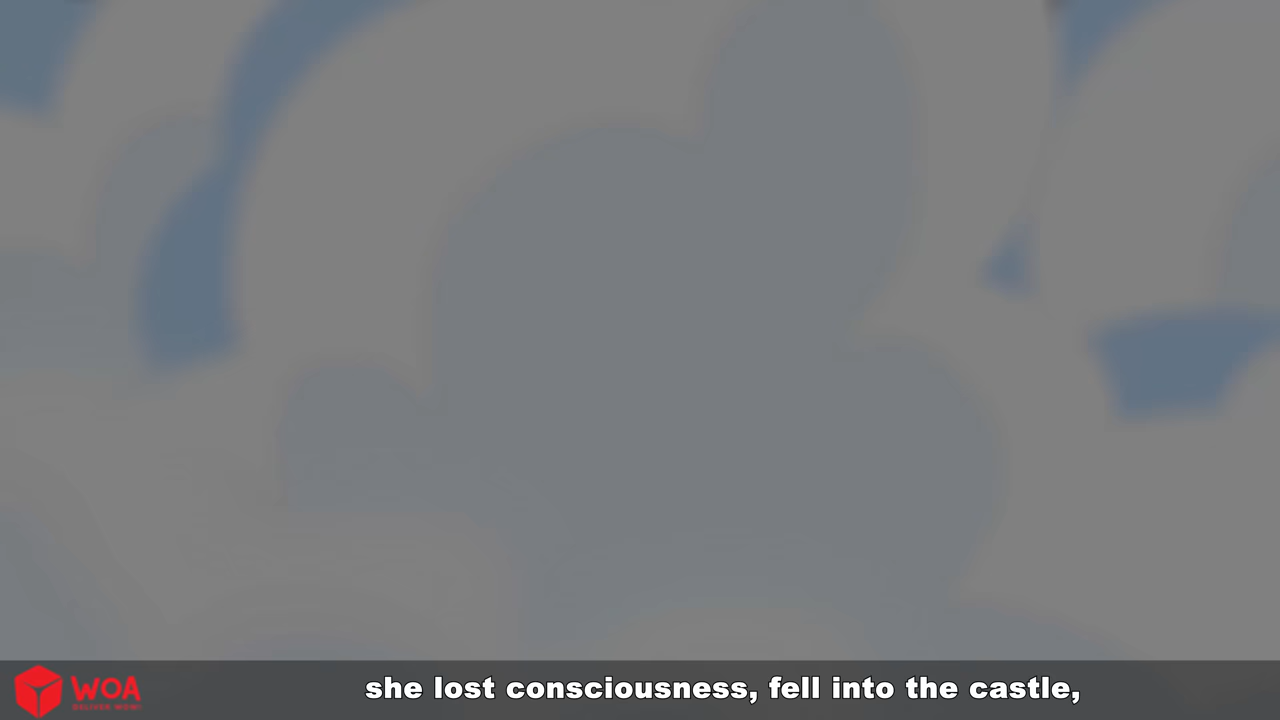 she lost consciousness, fell into the castle,
WOA